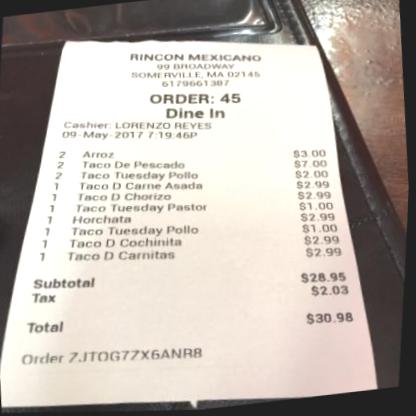 RINCON MEXICANO
99 BROADWAY
SOMERVILLE, MA 02145
6179661387
ORDER: 45
Dine In
Cashier: LORENZO REYES
09-May-2017 7:19:46P
2 Arroz $3.00
2 Taco De Pescado $7.00
2 Taco Tuesday Pollo $2.00
1 Taco D Carne Asada $2.99
1 Taco D Chorizo $2.99
1 Taco Tuesday Pastor $1.00
1 Horchata $2.99
1 Taco Tuesday Pollo $1.00
1 Taco D Cochinita $2.99
1 Taco D Carnitas $2.99
Subtotal $28.95
Tax $2.03
Total $30.98
Order ZJTOG7ZX6ANR8